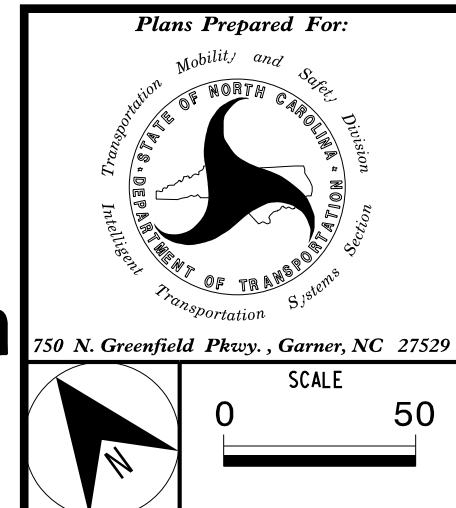 Plans Prepared For:
Transportation Mobility and Safety Division
STATE OF NORTH CAROLINA
DEPARTMENT OF TRANSPORTATION
Intelligent Transportation Systems Section
750 N. Greenfield Pkwy. , Garner, NC 27529
SCALE
0 50
N